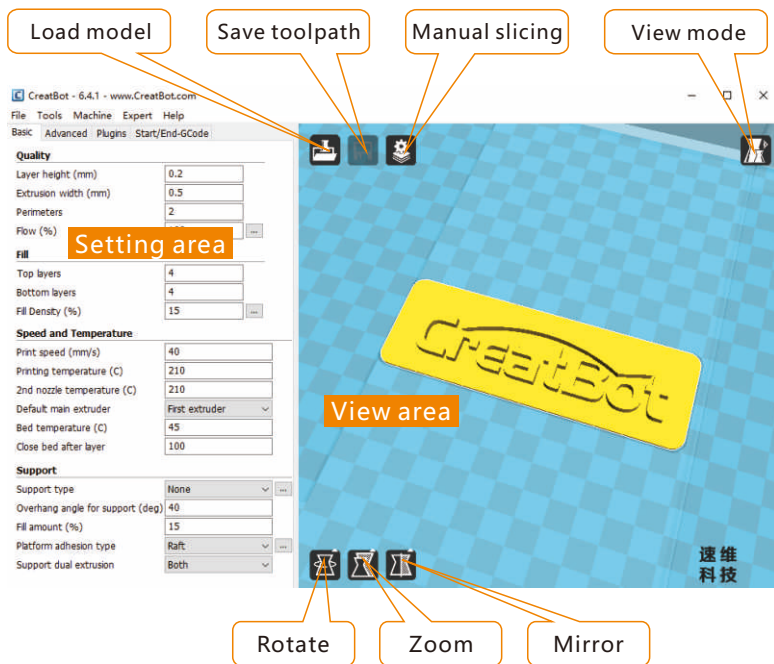 Load model
Save toolpath
Manual slicing
View mode
CreatBot - 6.4.1 - www.CreatBot.com
File Tools Machine Expert Help
Basic Advanced Plugins Start/End-GCode
Quality
Layer height (mm) 0.2
Extrusion width (mm) 0.5
Perimeters 2
Flow (%) ...
Setting area
Fill
Top layers 4
Bottom layers 4
Fill Density (%) 15 ...
Speed and Temperature
Print speed (mm/s) 40
Printing temperature (C) 210
2nd nozzle temperature (C) 210
Default main extruder First extruder
Bed temperature (C) 45
Close bed after layer 100
Support
Support type None ...
Overhang angle for support (deg) 40
Fill amount (%) 15
Platform adhesion type Raft ...
Support dual extrusion Both
CreatBot
View area
速维
科技
Rotate
Zoom
Mirror